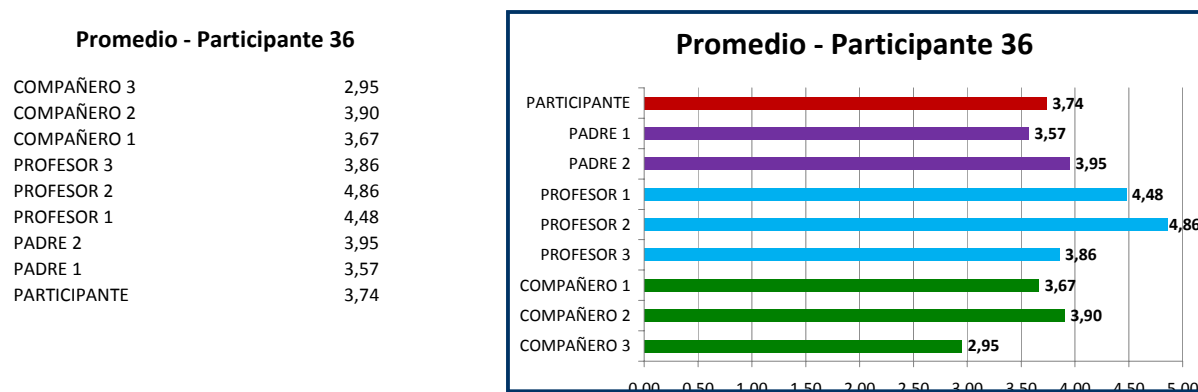 Promedio - Participante 36
COMPAÑERO 3 2,95
COMPAÑERO 2 3,90
COMPAÑERO 1 3,67
PROFESOR 3 3,86
PROFESOR 2 4,86
PROFESOR 1 4,48
PADRE 2 3,95
PADRE 1 3,57
PARTICIPANTE 3,74
Promedio - Participante 36
PARTICIPANTE 3,74
PADRE 1 3,57
PADRE 2 3,95
PROFESOR 1 4,48
PROFESOR 2 4,86
PROFESOR 3 3,86
COMPAÑERO 1 3,67
COMPAÑERO 2 3,90
COMPAÑERO 3 2,95
0,00 0,50 1,00 1,50 2,00 2,50 3,00 3,50 4,00 4,50 5,00